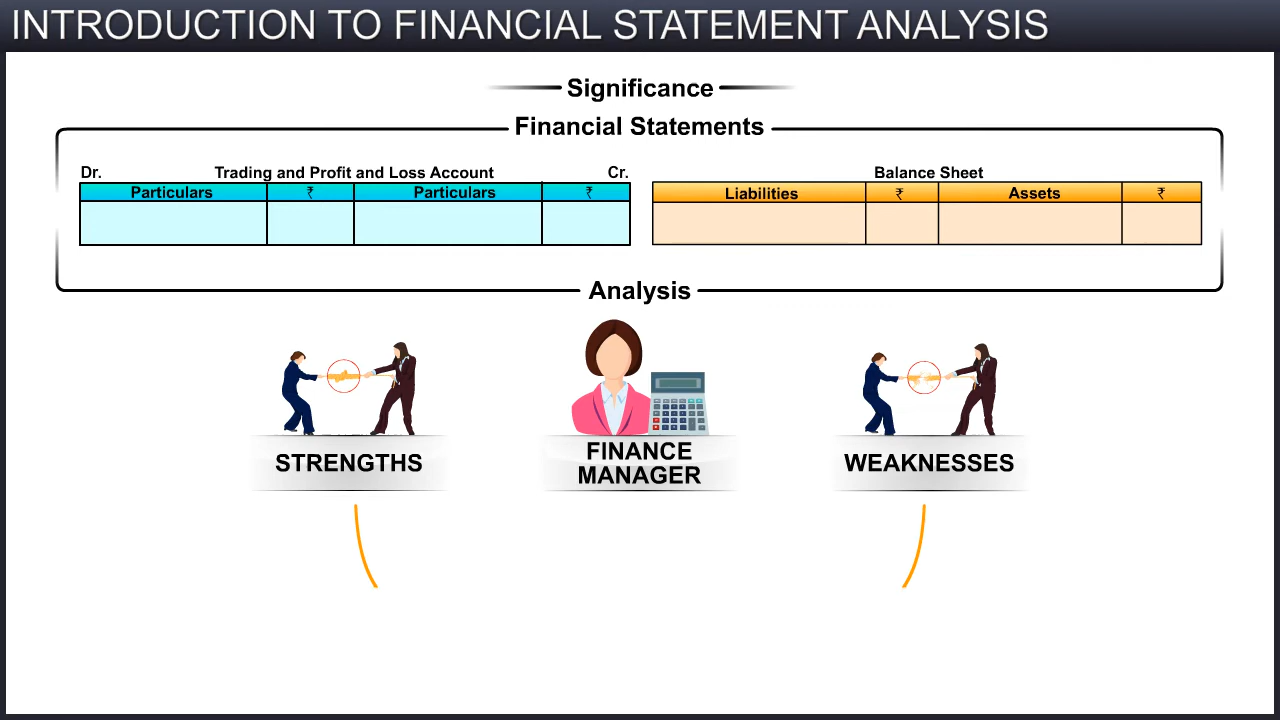 INTRODUCTION TO FINANCIAL STATEMENT ANALYSIS
Significance
Financial Statements
Dr. Trading and Profit and Loss Account Cr.
Particulars ₹ Particulars ₹
Balance Sheet
Liabilities ₹ Assets ₹
Analysis
STRENGTHS
FINANCE
MANAGER
WEAKNESSES